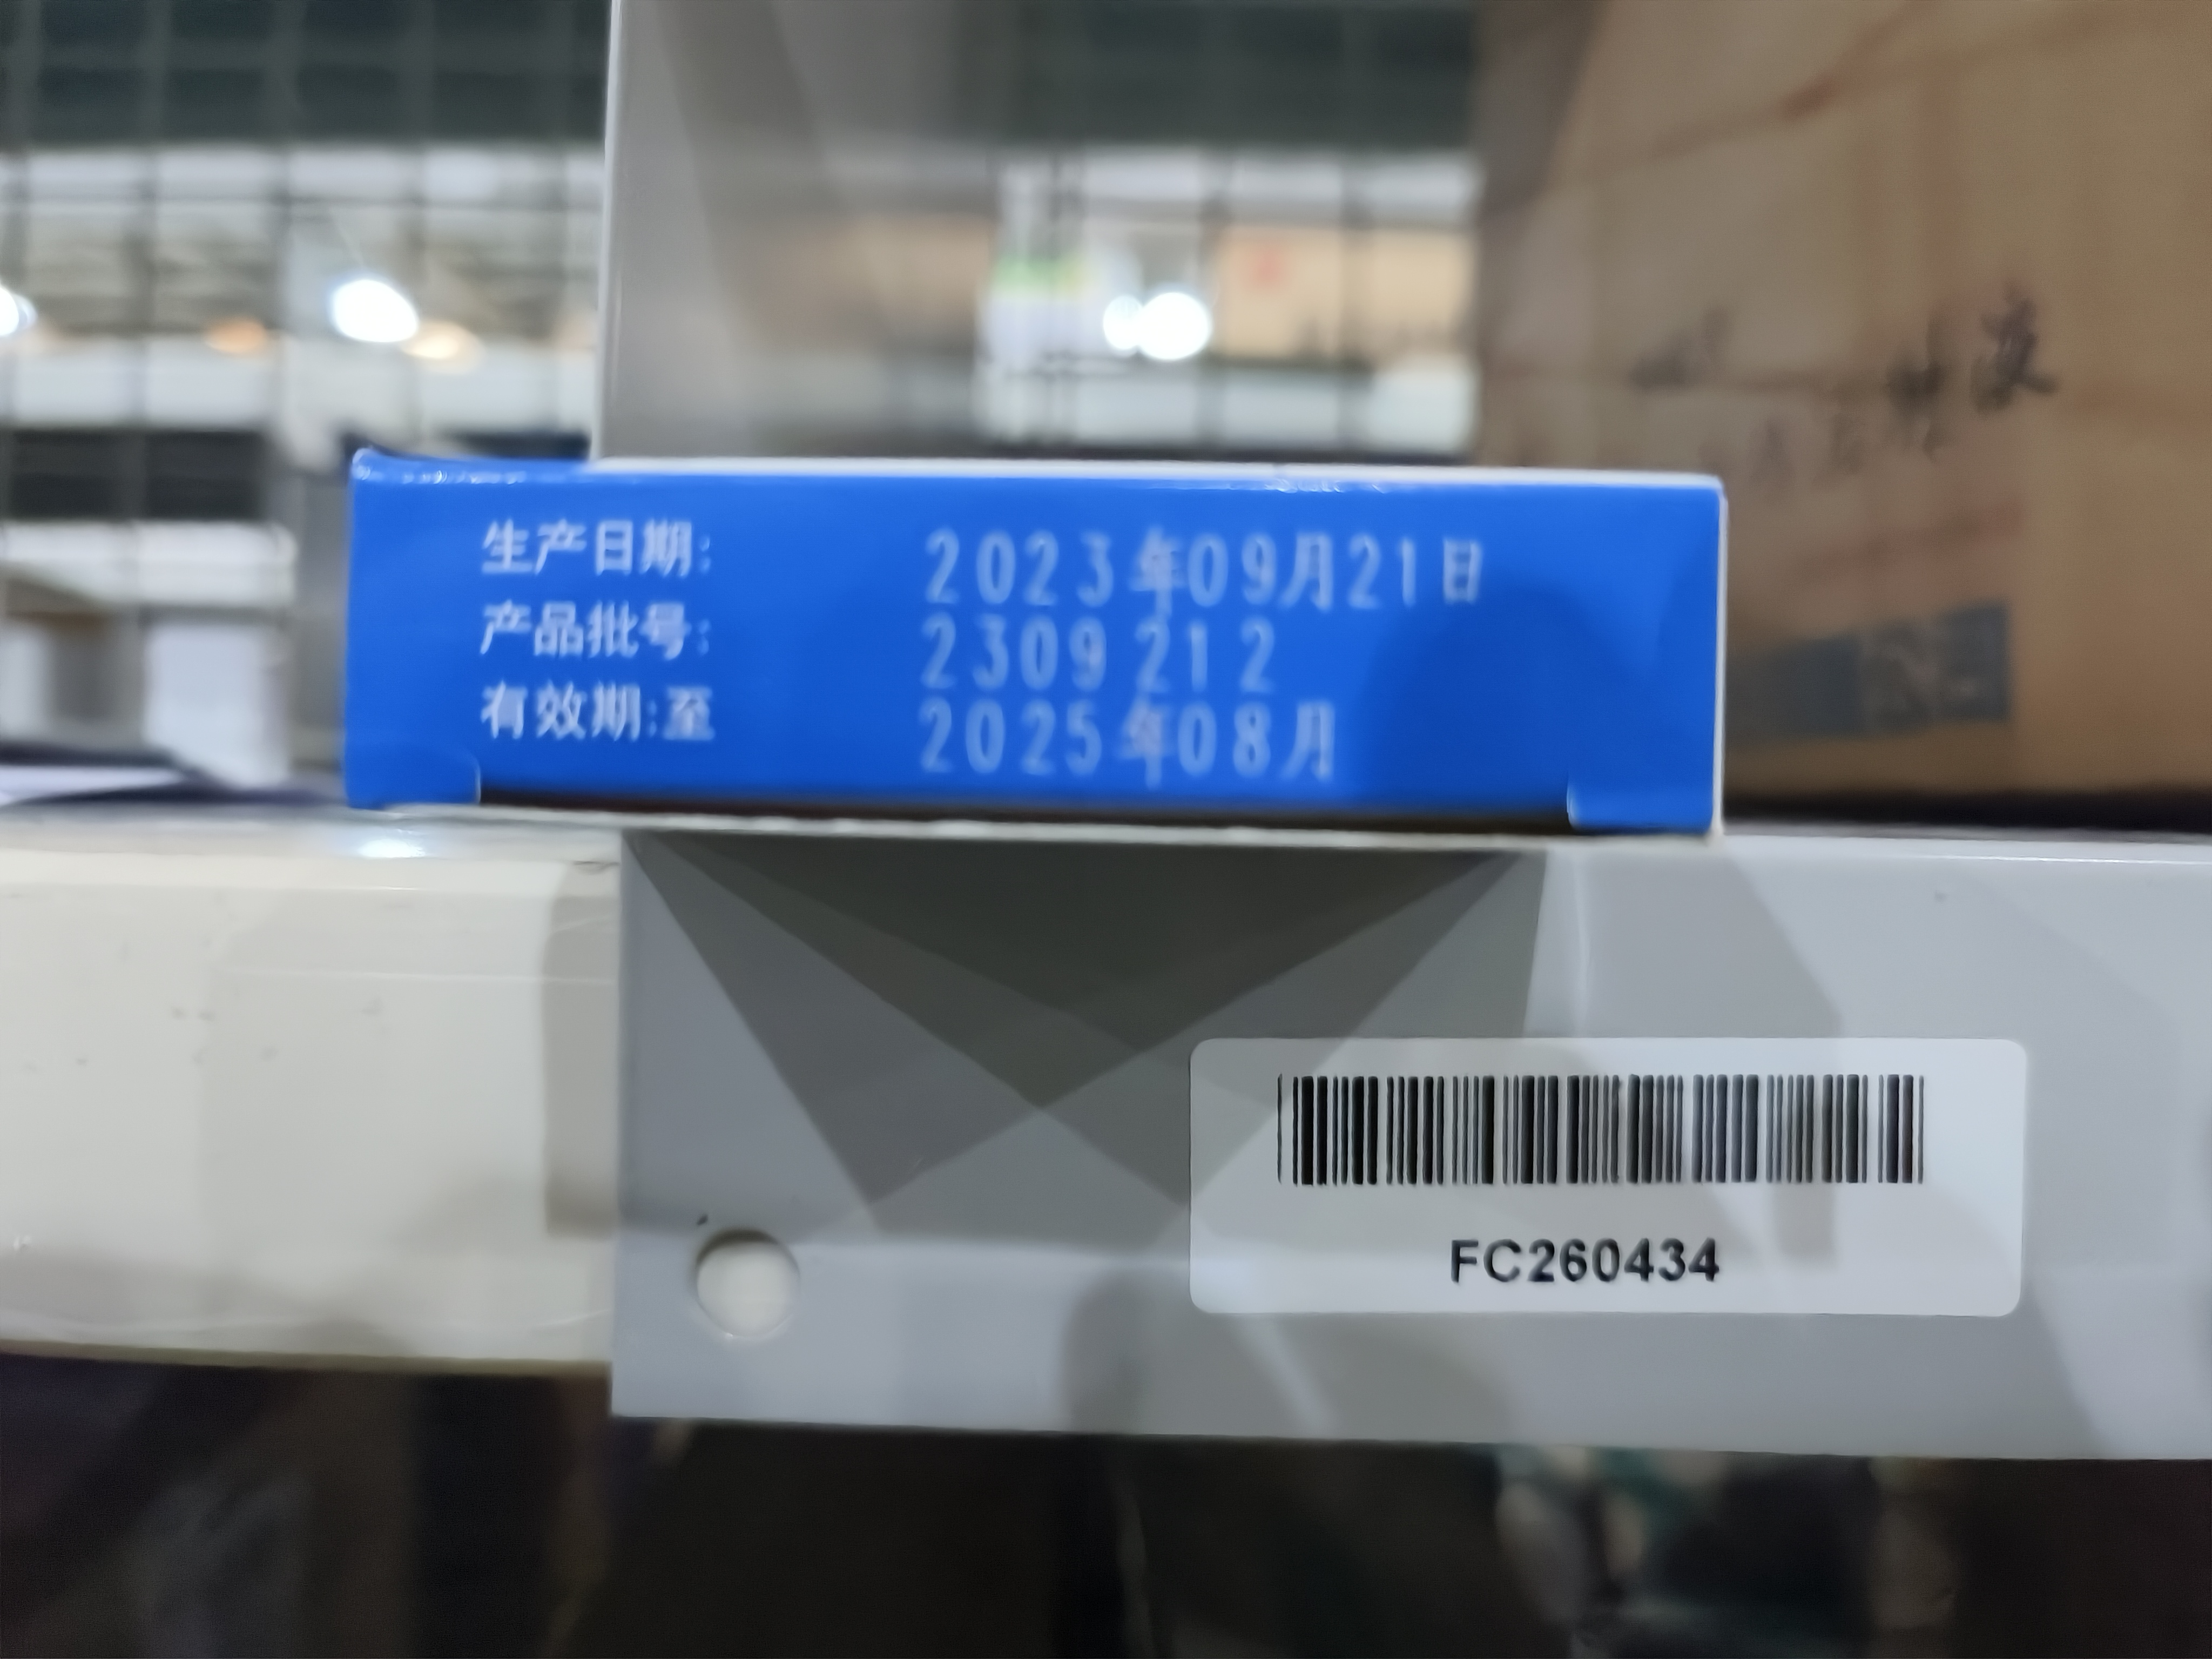 生产日期: 2023年09月21日
产品批号: 2309212
有效期:至 2025年08月
FC260434